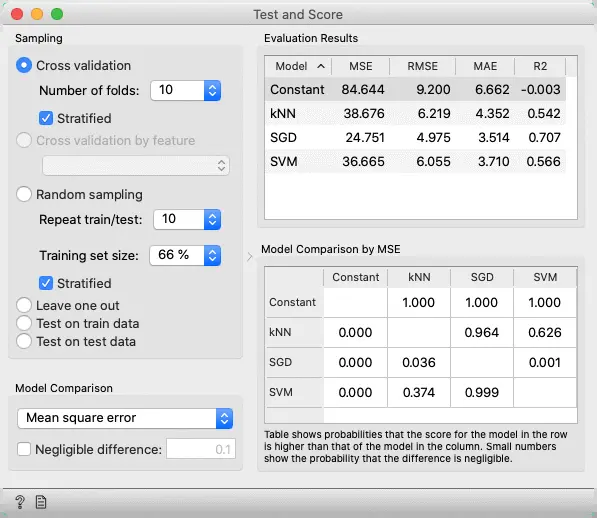 Test and Score
Sampling
Cross validation
Number of folds: 10
Stratified
Cross validation by feature
Random sampling
Repeat train/test: 10
Training set size: 66 %
Stratified
Leave one out
Test on train data
Test on test data
Model Comparison
Mean square error
Negligible difference: 0.1
Evaluation Results
Model MSE RMSE MAE R2
Constant 84.644 9.200 6.662 -0.003
kNN 38.676 6.219 4.352 0.542
SGD 24.751 4.975 3.514 0.707
SVM 36.665 6.055 3.710 0.566
Model Comparison by MSE
Constant kNN SGD SVM
Constant 1.000 1.000 1.000
kNN 0.000 0.964 0.626
SGD 0.000 0.036 0.001
SVM 0.000 0.374 0.999
Table shows probabilities that the score for the model in the row
is higher than that of the model in the column. Small numbers
show the probability that the difference is negligible.
?